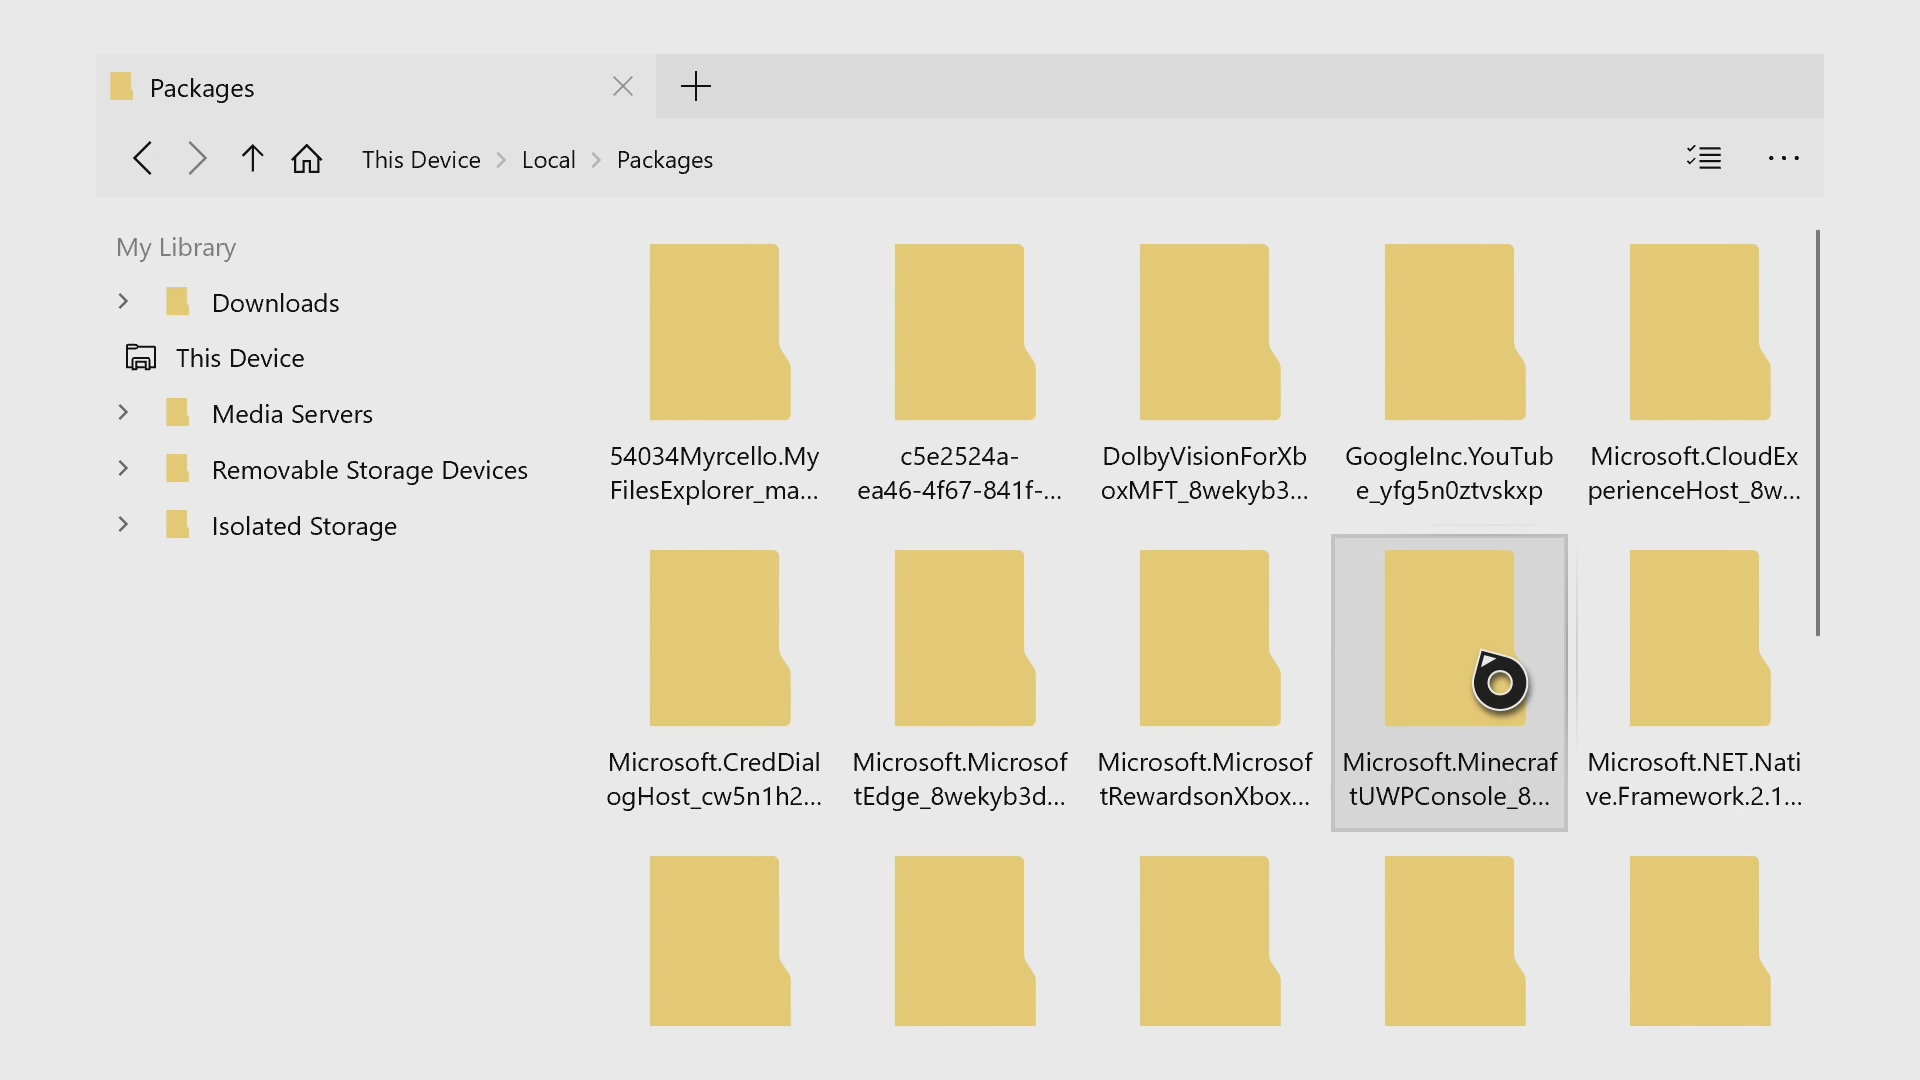 Packages
This Device
Local
Packages
My Library
Downloads
This Device
Media Servers
Removable Storage Devices
Isolated Storage
54034Myrcello.My
FilesExplorer_ma...
c5e2524a-
ea46-4f67-841f-...
DolbyVisionForXb
oxMFT_8wekyb3...
GoogleInc.YouTub
e_yfg5n0ztvskxp
Microsoft.CloudEx
perienceHost_8w...
Microsoft.CredDial
ogHost_cw5n1h2...
Microsoft.Microsof
tEdge_8wekyb3d...
Microsoft.Microsof
tRewardsonXbox...
Microsoft.Minecraf
tUWPConsole_8...
Microsoft.NET.Nati
ve.Framework.2.1...